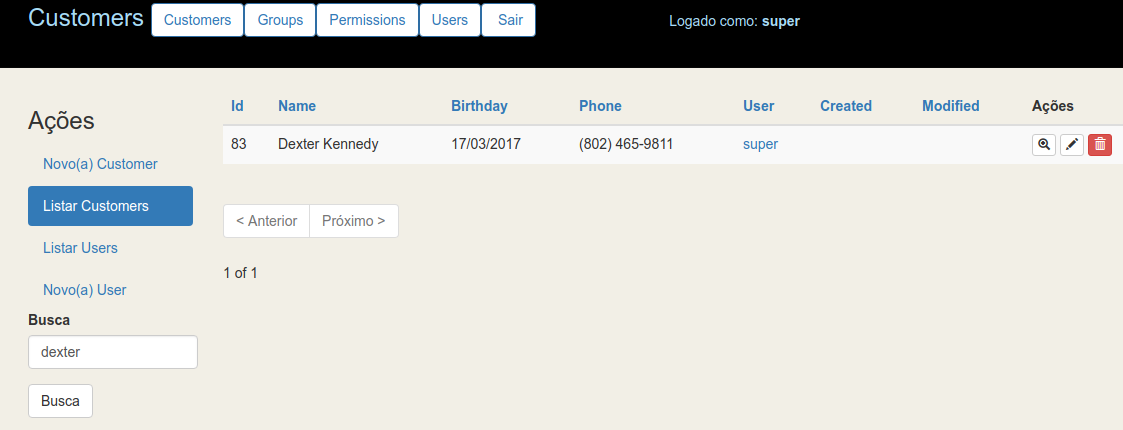 Customers Customers Groups Permissions Users Sair Logado como: super
Ações
Novo(a) Customer
Listar Customers
Listar Users
Novo(a) User
Busca
dexter
Busca
Id Name Birthday Phone User Created Modified Ações
83 Dexter Kennedy 17/03/2017 (802) 465-9811 super
< Anterior Próximo >
1 of 1